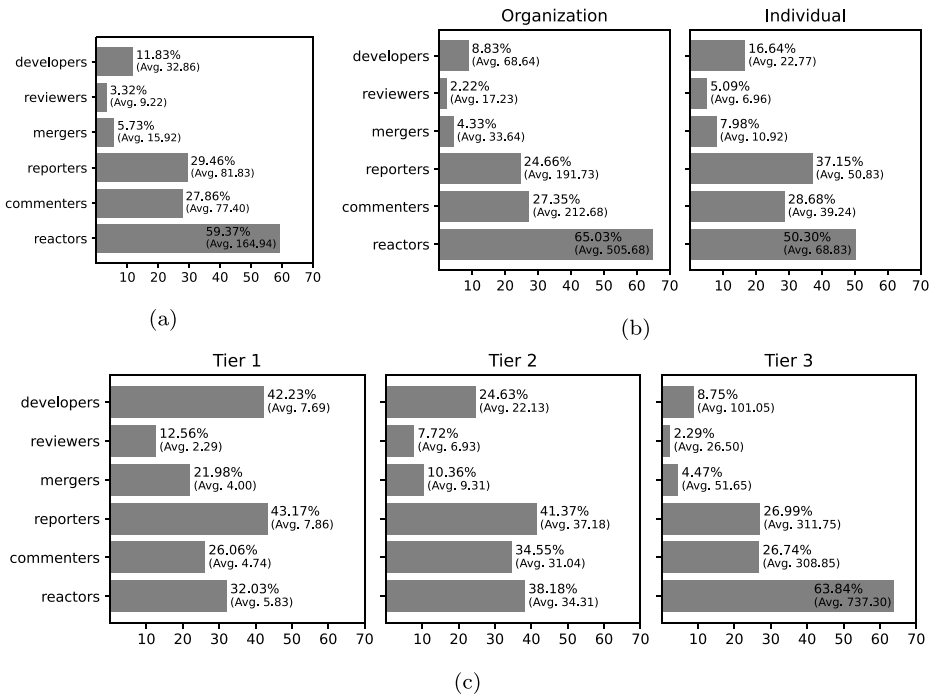 developers
reviewers
mergers
reporters
commenters
reactors
11.83%
(Avg. 32.86)
3.32%
(Avg. 9.22)
5.73%
(Avg. 15.92)
29.46%
(Avg. 81.83)
27.86%
(Avg. 77.40)
59.37%
(Avg. 164.94)
10 20 30 40 50 60 70
(a)
Organization
developers
reviewers
mergers
reporters
commenters
reactors
8.83%
(Avg. 68.64)
2.22%
(Avg. 17.23)
4.33%
(Avg. 33.64)
24.66%
(Avg. 191.73)
27.35%
(Avg. 212.68)
65.03%
(Avg. 505.68)
10 20 30 40 50 60 70
Individual
16.64%
(Avg. 22.77)
5.09%
(Avg. 6.96)
7.98%
(Avg. 10.92)
37.15%
(Avg. 50.83)
28.68%
(Avg. 39.24)
50.30%
(Avg. 68.83)
10 20 30 40 50 60 70
(b)
Tier 1
developers
reviewers
mergers
reporters
commenters
reactors
42.23%
(Avg. 7.69)
12.56%
(Avg. 2.29)
21.98%
(Avg. 4.00)
43.17%
(Avg. 7.86)
26.06%
(Avg. 4.74)
32.03%
(Avg. 5.83)
10 20 30 40 50 60 70
Tier 2
24.63%
(Avg. 22.13)
7.72%
(Avg. 6.93)
10.36%
(Avg. 9.31)
41.37%
(Avg. 37.18)
34.55%
(Avg. 31.04)
38.18%
(Avg. 34.31)
10 20 30 40 50 60 70
Tier 3
8.75%
(Avg. 101.05)
2.29%
(Avg. 26.50)
4.47%
(Avg. 51.65)
26.99%
(Avg. 311.75)
26.74%
(Avg. 308.85)
63.84%
(Avg. 737.30)
10 20 30 40 50 60 70
(c)